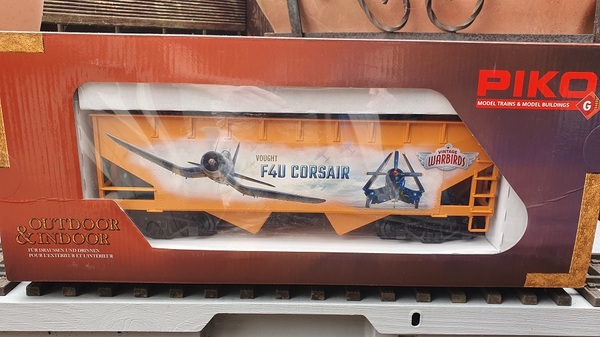 PIKO
MODEL TRAINS & MODEL BUILDINGS
G
VOUGHT
F4U CORSAIR
VINTAGE
WARBIRDS
OUTDOOR
& INDOOR
FÜR DRAUSSEN UND DRINNEN
POUR L'EXTÉRIEUR ET L'INTÉRIEUR